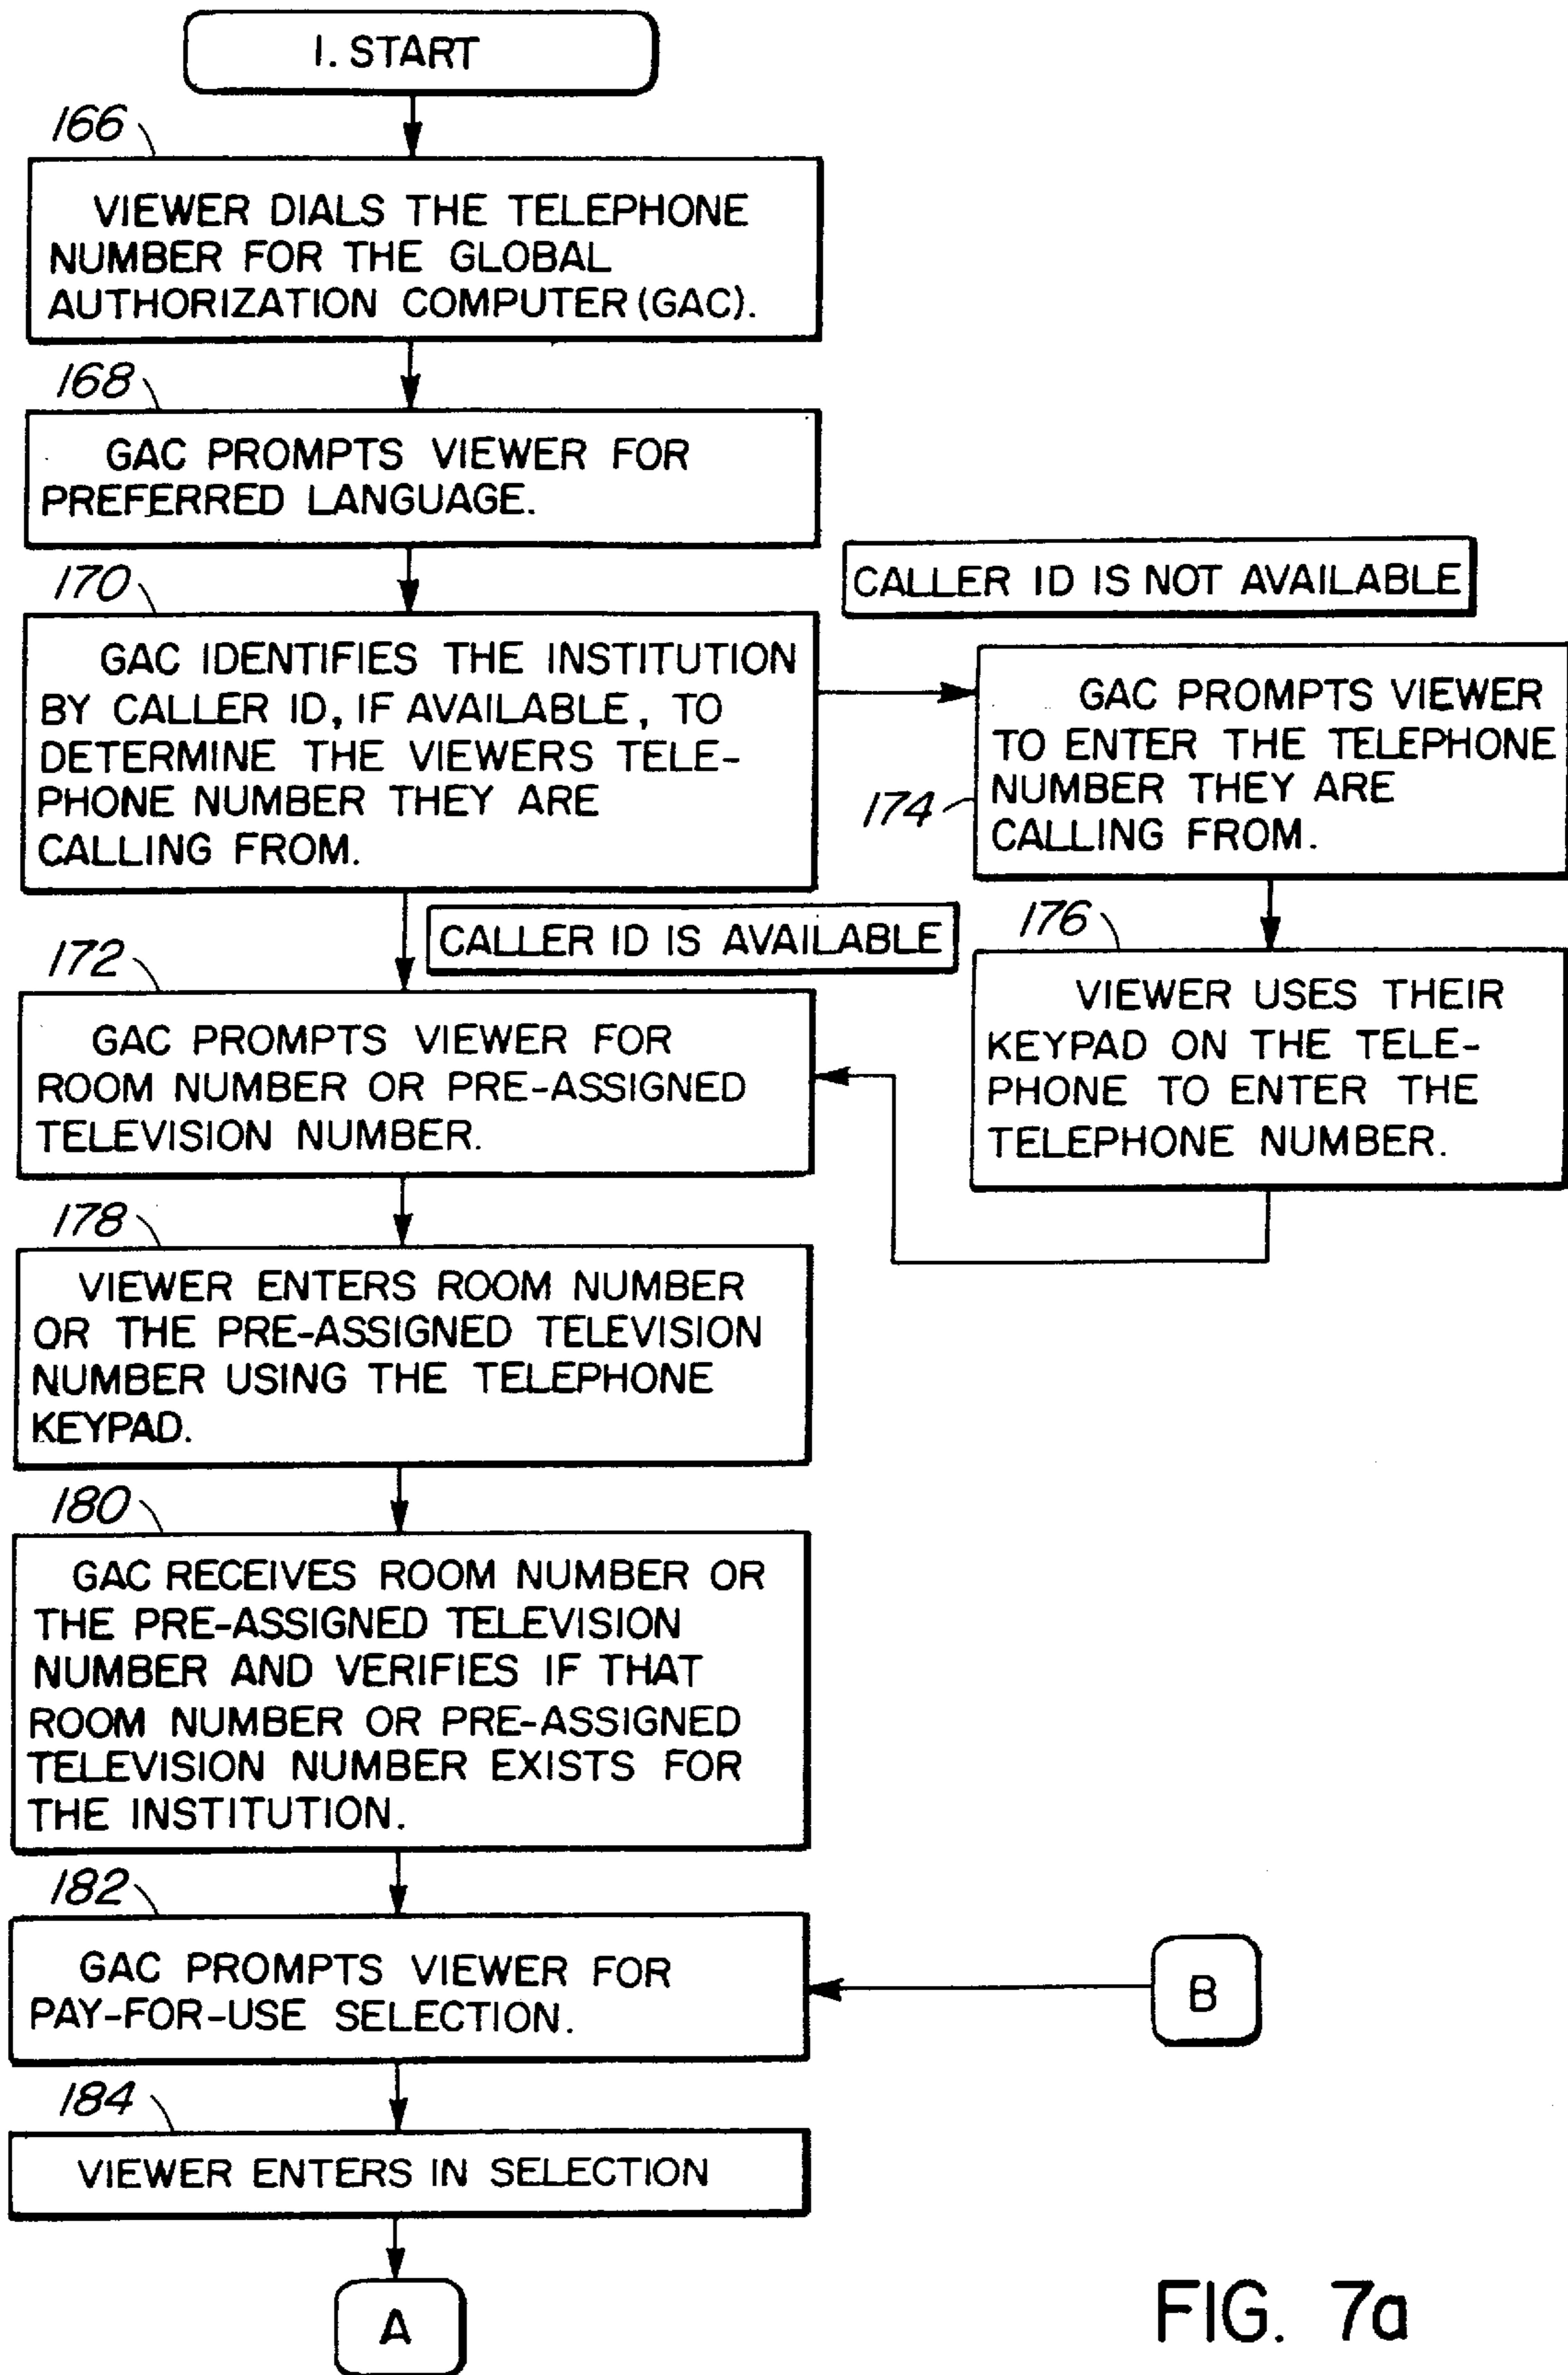 1. START
166
VIEWER DIALS THE TELEPHONE
NUMBER FOR THE GLOBAL
AUTHORIZATION COMPUTER (GAC).
168
GAC PROMPTS VIEWER FOR
PREFERRED LANGUAGE.
170
GAC IDENTIFIES THE INSTITUTION
BY CALLER ID, IF AVAILABLE, TO
DETERMINE THE VIEWERS TELE-
PHONE NUMBER THEY ARE
CALLING FROM.
CALLER ID IS NOT AVAILABLE
174
GAC PROMPTS VIEWER
TO ENTER THE TELEPHONE
NUMBER THEY ARE
CALLING FROM.
176
VIEWER USES THEIR
KEYPAD ON THE TELE-
PHONE TO ENTER THE
TELEPHONE NUMBER.
CALLER ID IS AVAILABLE
172
GAC PROMPTS VIEWER FOR
ROOM NUMBER OR PRE-ASSIGNED
TELEVISION NUMBER.
178
VIEWER ENTERS ROOM NUMBER
OR THE PRE-ASSIGNED TELEVISION
NUMBER USING THE TELEPHONE
KEYPAD.
180
GAC RECEIVES ROOM NUMBER OR
THE PRE-ASSIGNED TELEVISION
NUMBER AND VERIFIES IF THAT
ROOM NUMBER OR PRE-ASSIGNED
TELEVISION NUMBER EXISTS FOR
THE INSTITUTION.
182
GAC PROMPTS VIEWER FOR
PAY-FOR-USE SELECTION.
B
184
VIEWER ENTERS IN SELECTION
A
FIG. 7a